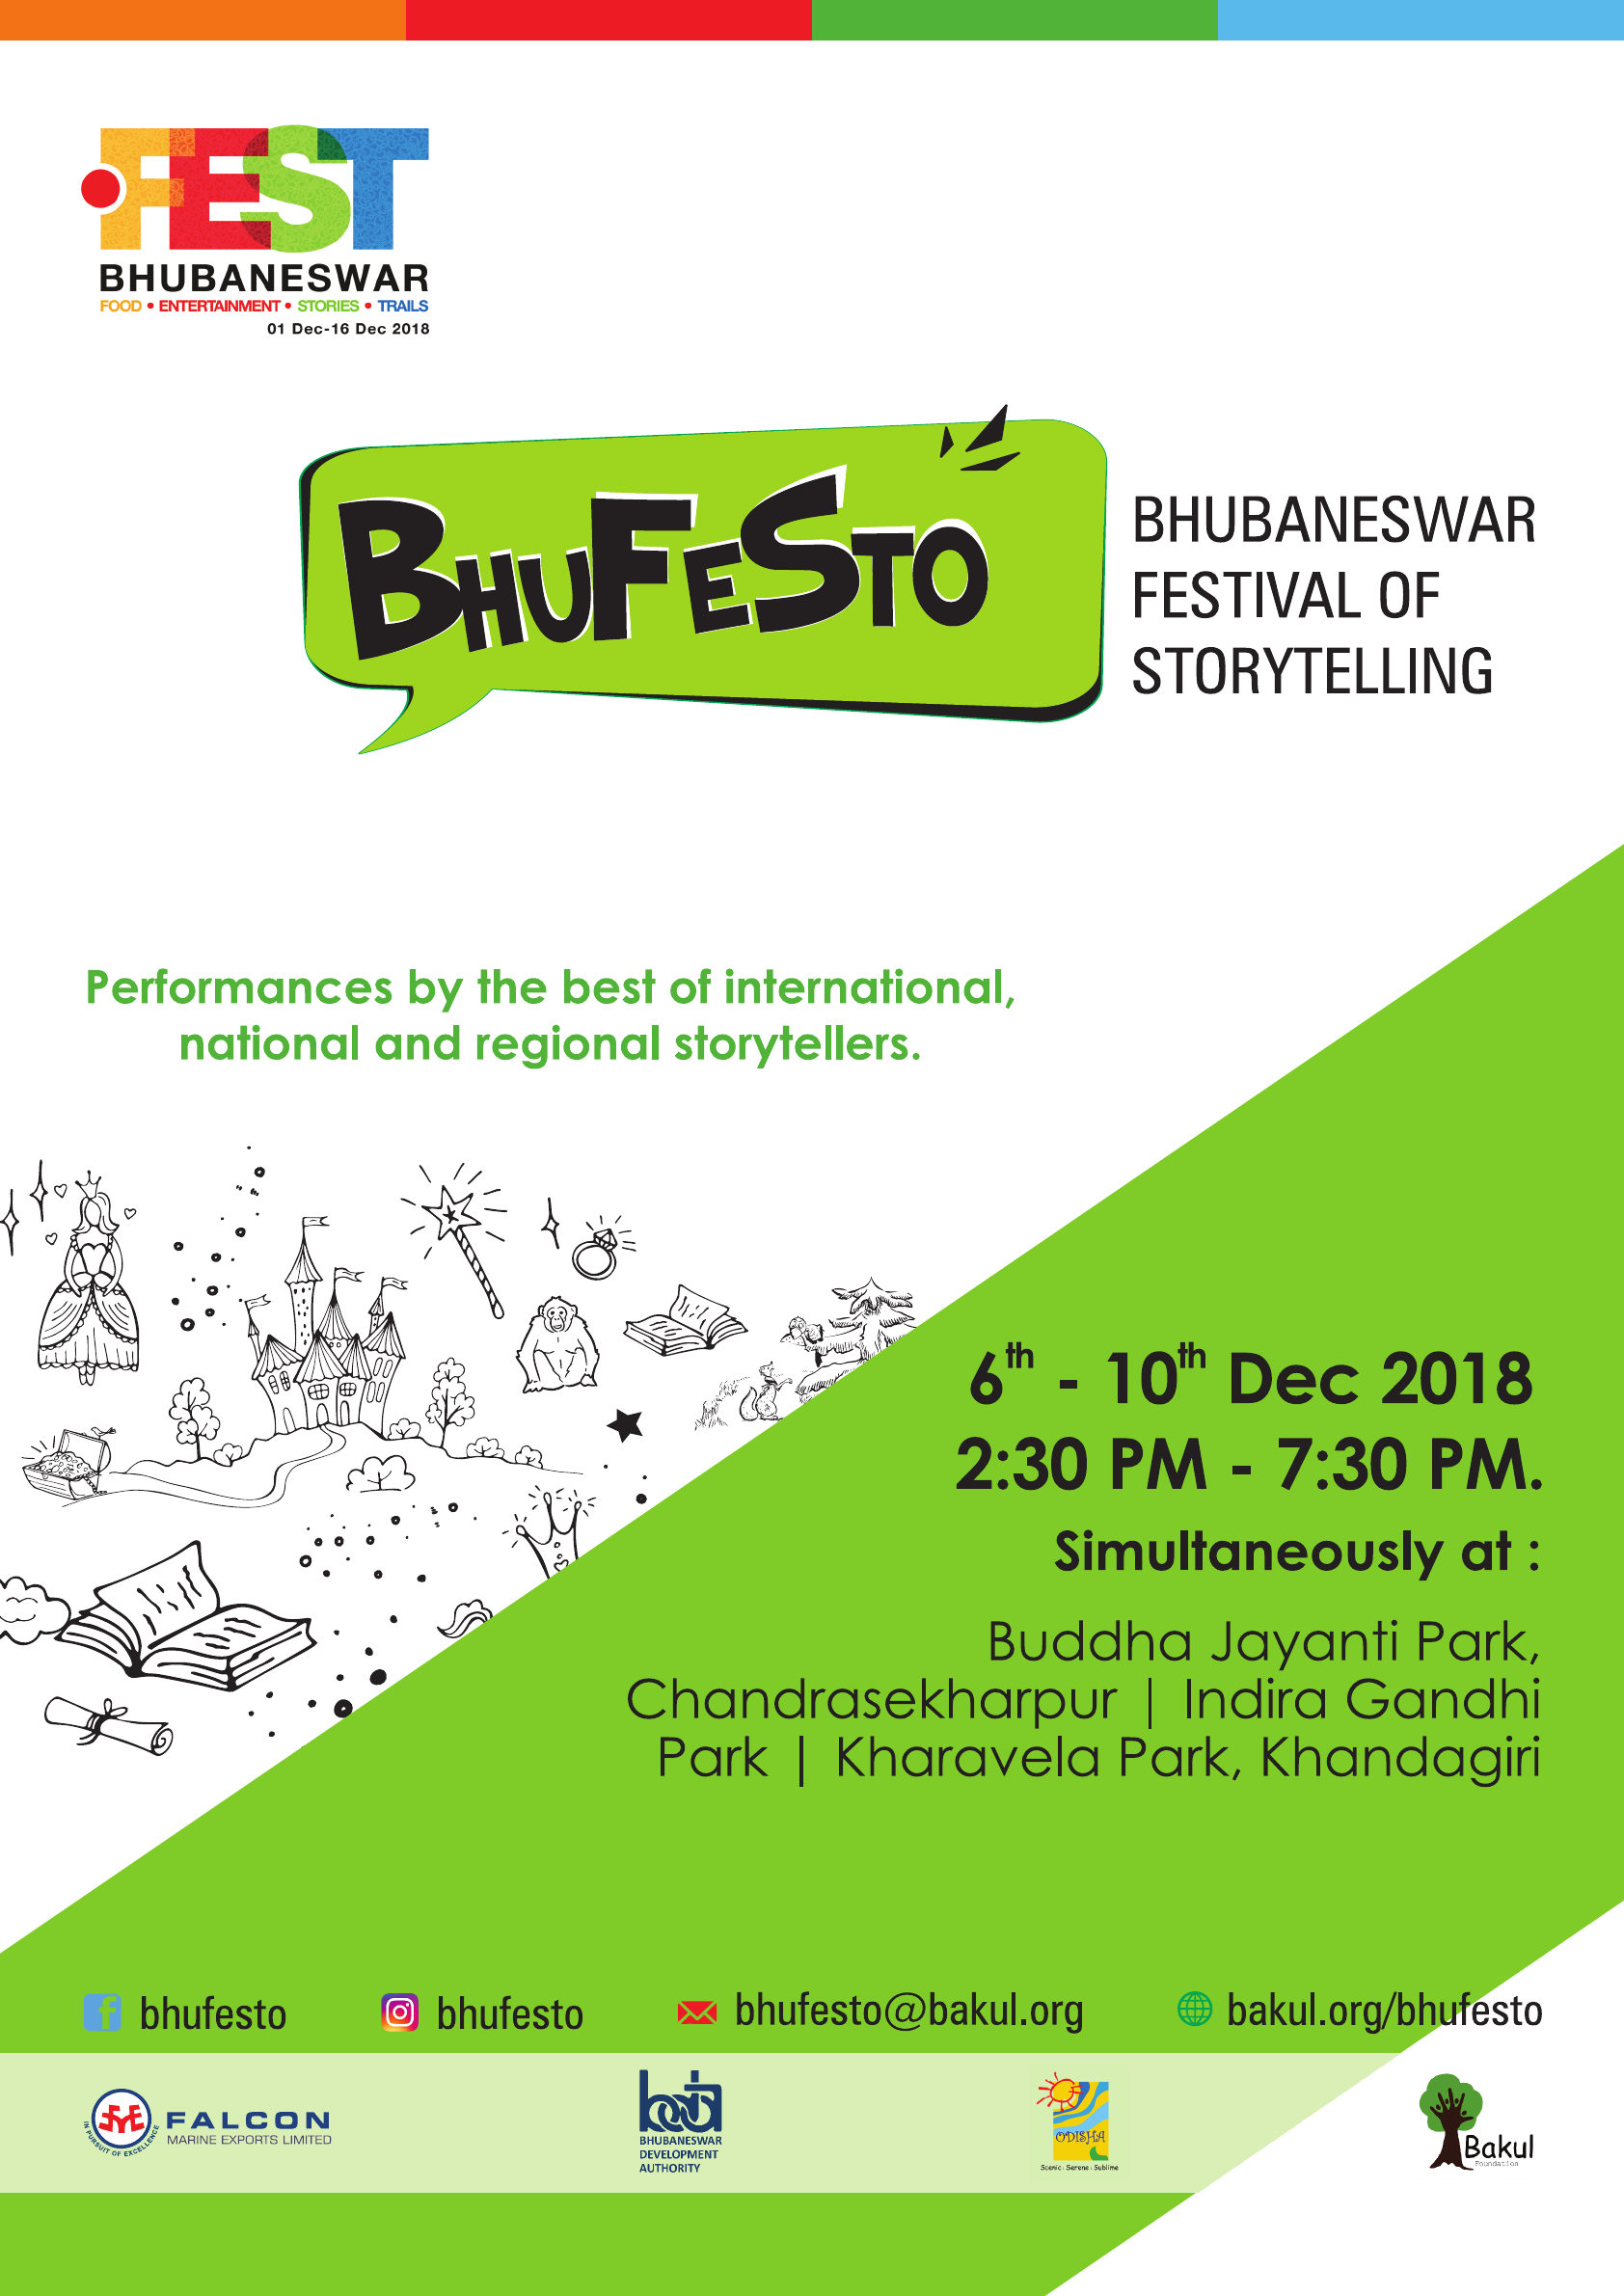 FEST
BHUBANESWAR
FOOD • ENTERTAINMENT • STORIES • TRAILS
01 Dec-16 Dec 2018
BHUFESTO
BHUBANESWAR
FESTIVAL OF
STORYTELLING
Performances by the best of international,
national and regional storytellers.
6th - 10th Dec 2018
2:30 PM - 7:30 PM.
Simultaneously at :
Buddha Jayanti Park,
Chandrasekharpur | Indira Gandhi
Park | Kharavela Park, Khandagiri
bhufesto
bhufesto
bhufesto@bakul.org
bakul.org/bhufesto
IN PURSUIT OF EXCELLENCE
FALCON
MARINE EXPORTS LIMITED
bda
BHUBANESWAR
DEVELOPMENT
AUTHORITY
ODISHA
Scenic · Serene · Sublime
Bakul
Foundation